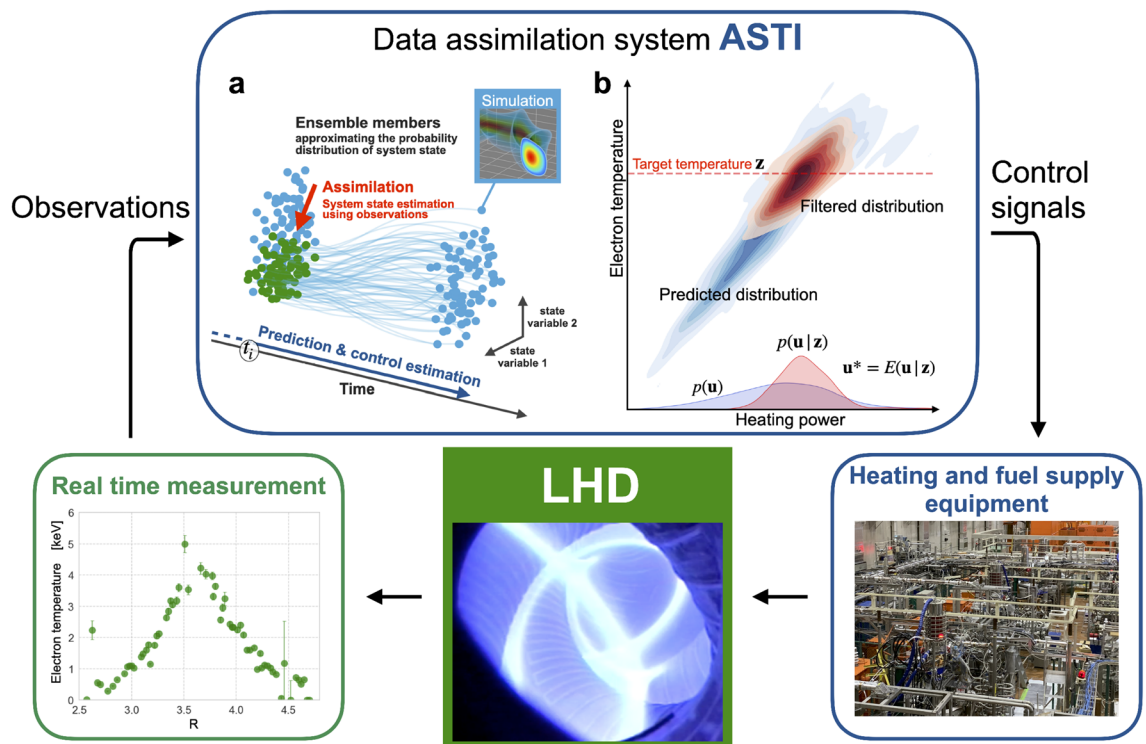 Data assimilation system ASTI
a
Ensemble members
approximating the probability
distribution of system state
Assimilation
System state estimation
using observations
Simulation
state
variable 2
state
variable 1
t_i
Prediction & control estimation
Time
b
Electron temperature
Target temperature z
Filtered distribution
Predicted distribution
p(u|z)
u* = E(u|z)
p(u)
Heating power
Observations
Control
signals
Real time measurement
Electron temperature [keV]
6
5
4
3
2
1
0
2.5 3.0 3.5 4.0 4.5
R
LHD
Heating and fuel supply
equipment